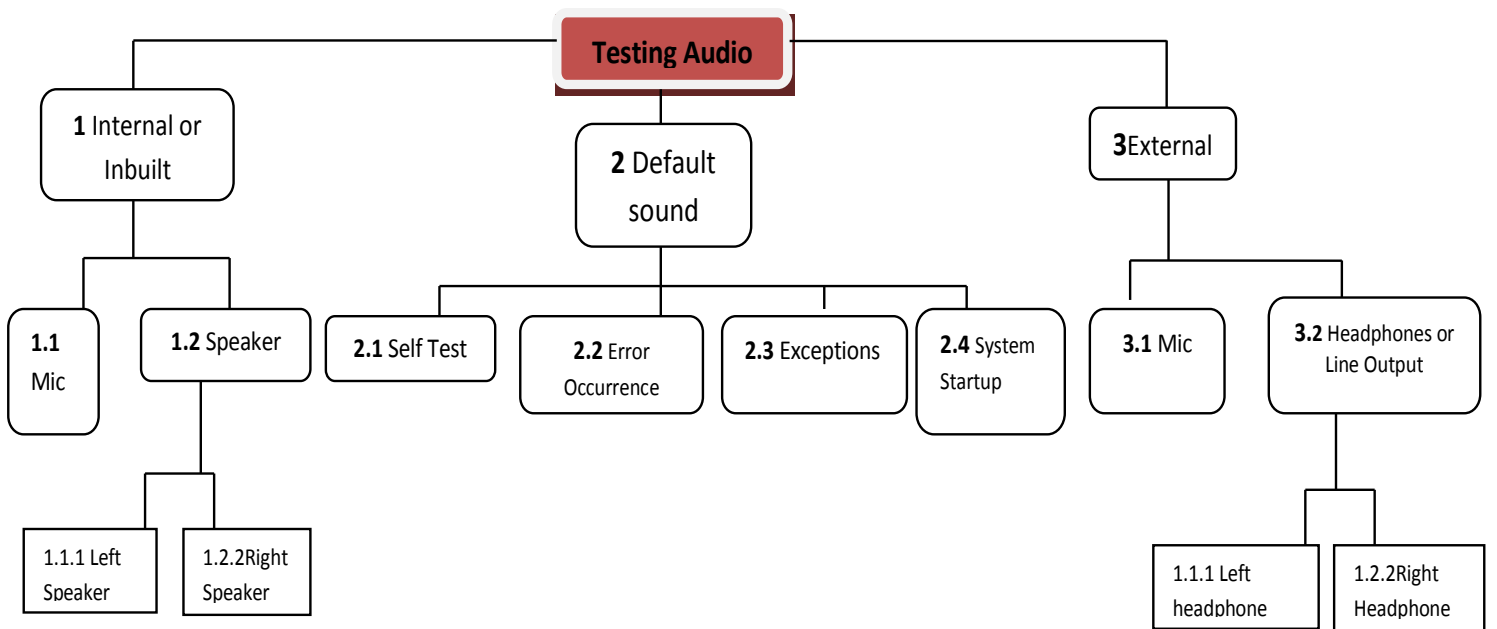 Testing Audio
1 Internal or
Inbuilt
2 Default
sound
3External
1.1
Mic
1.2 Speaker
2.1 Self Test
2.2 Error
Occurrence
2.3 Exceptions
2.4 System
Startup
3.1 Mic
3.2 Headphones or
Line Output
1.1.1 Left
Speaker
1.2.2Right
Speaker
1.1.1 Left
headphone
1.2.2Right
Headphone